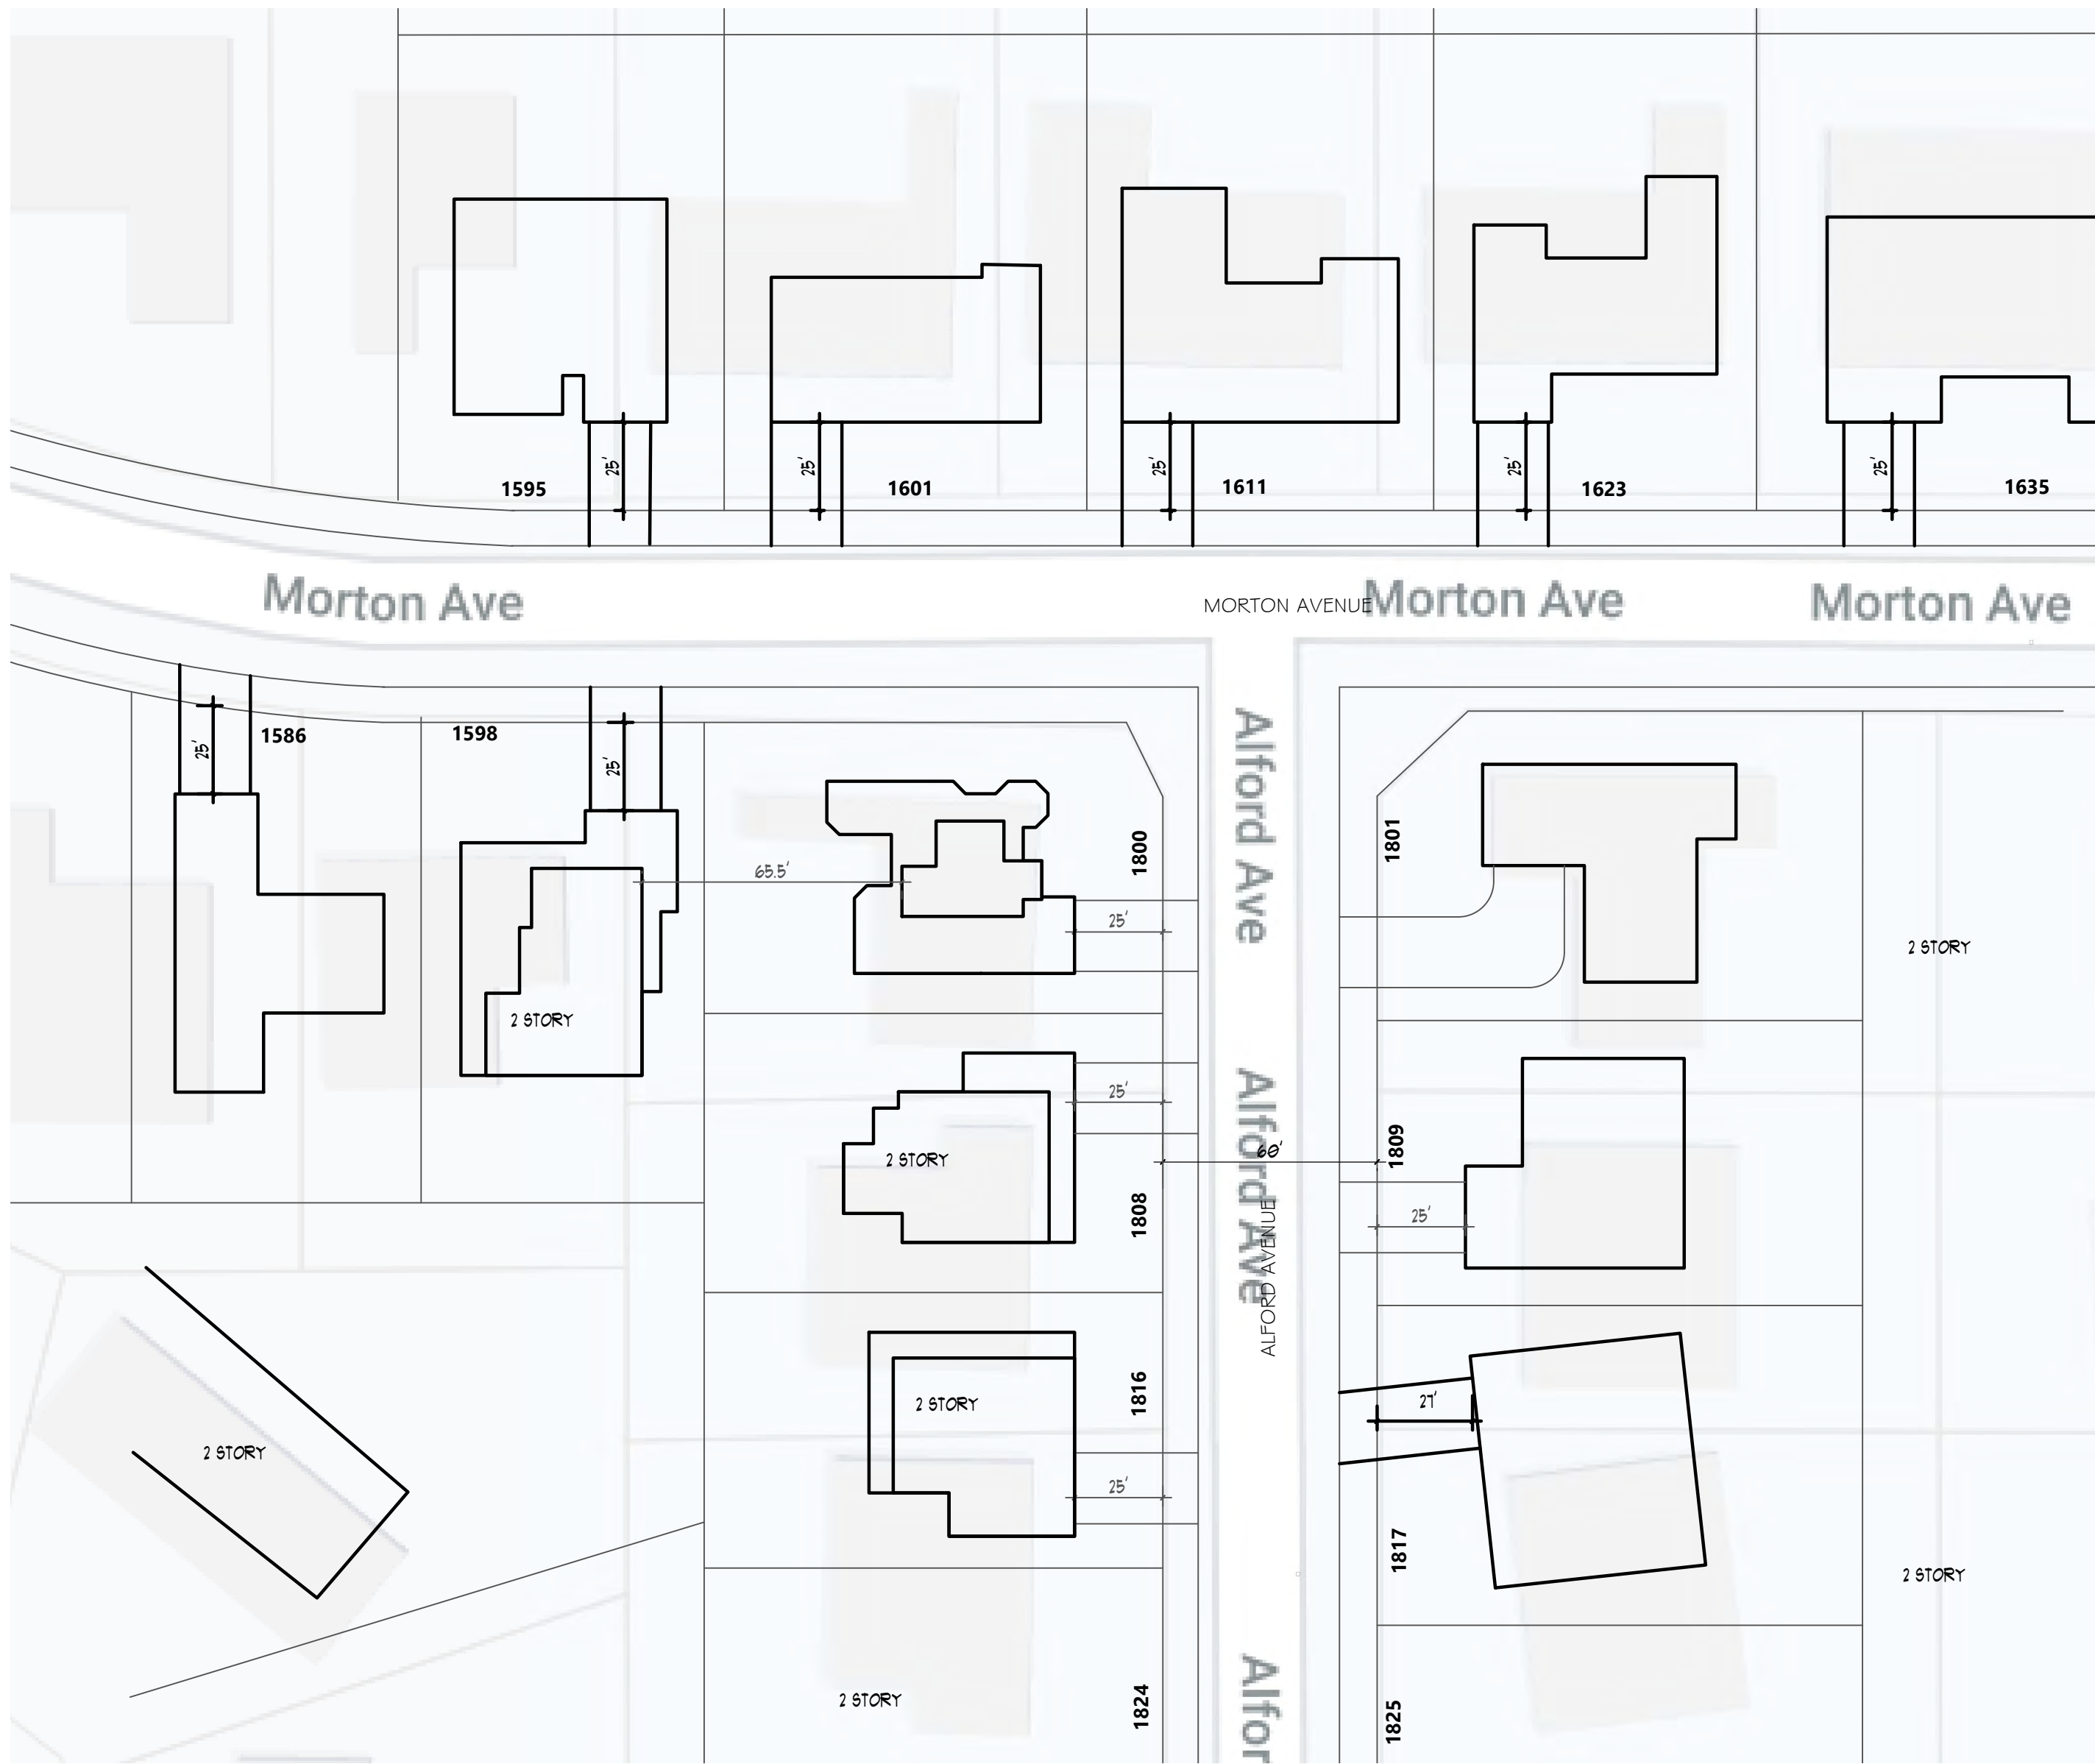 25'
25'
25'
25'
25'
1595
1601
1611
1623
1635
Morton Ave
MORTON AVENUE
Morton Ave
Morton Ave
1586
1598
25'
25'
65.5'
1800
25'
Alford Ave
1801
2 STORY
2 STORY
25'
2 STORY
1808
Alford Ave
60'
1809
25'
ALFORD AVENUE
2 STORY
2 STORY
1816
25'
27'
1817
2 STORY
2 STORY
1824
Alfor
1825